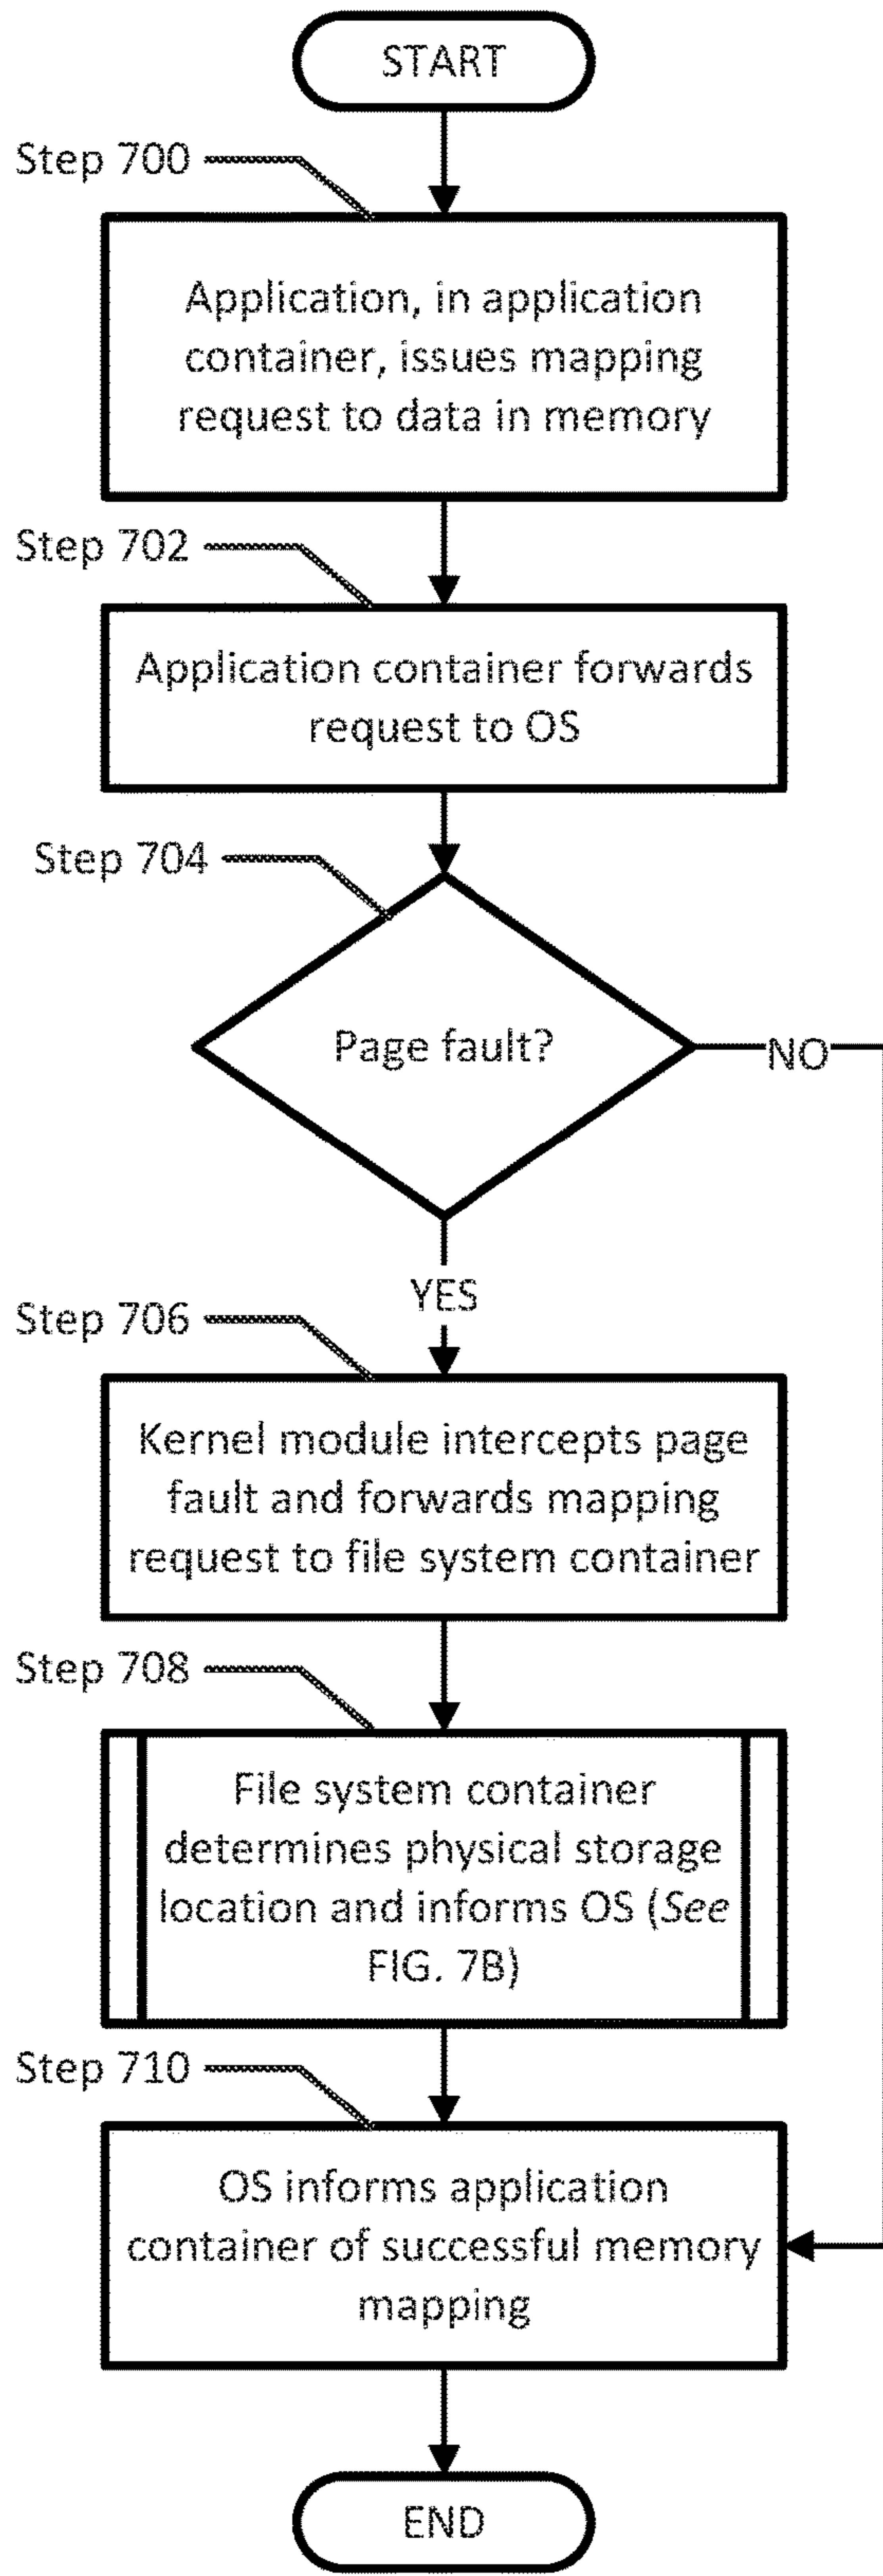 START
Step 700
Application, in application
container, issues mapping
request to data in memory
Step 702
Application container forwards
request to OS
Step 704
Page fault?
NO
YES
Step 706
Kernel module intercepts page
fault and forwards mapping
request to file system container
Step 708
File system container
determines physical storage
location and informs OS (See
FIG. 7B)
Step 710
OS informs application
container of successful memory
mapping
END